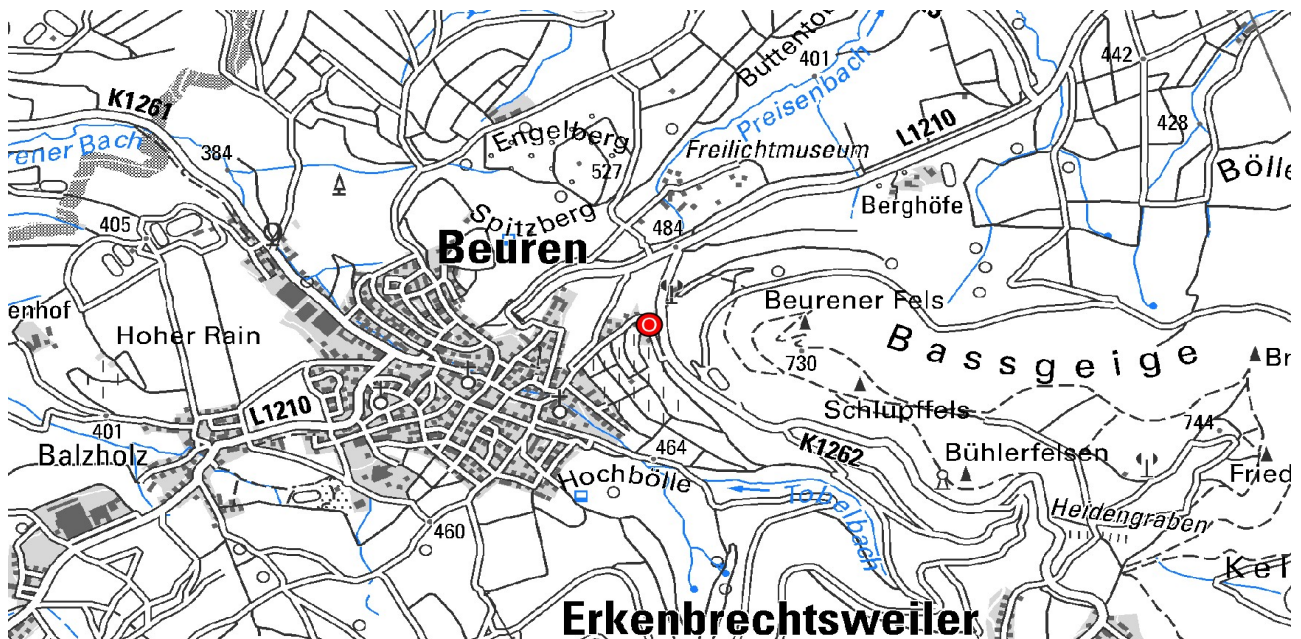 442
401
Buttentou
K1261
Preisenbach
L1210
428
Engelberg
Freilichtmuseum
rener Bach
384
527
Bölle
Berghöfe
Spitzberg
405
484
Beuren
enhof
Beurener Fels
Hoher Rain
Bassgeige
730
Br
Schlupffels
L1210
401
744
464
K1262
Balzholz
Bühlerfelsen
Fried
Hochbölle
Tobelbach
Heidengraben
460
Kel
Erkenbrechtsweiler